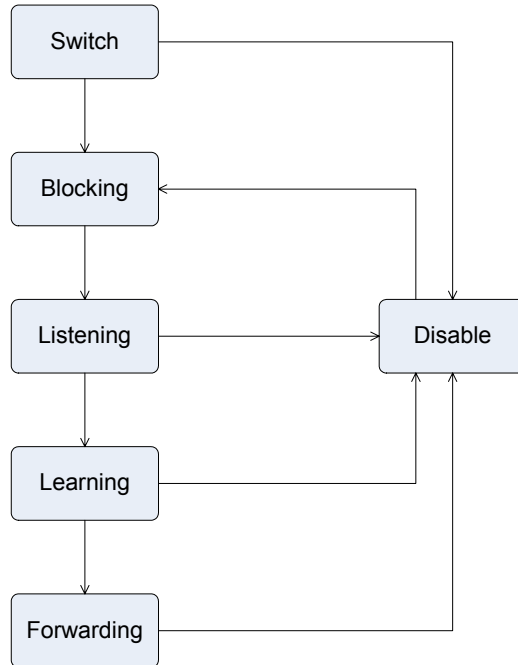 Switch
Blocking
Listening
Disable
Learning
Forwarding